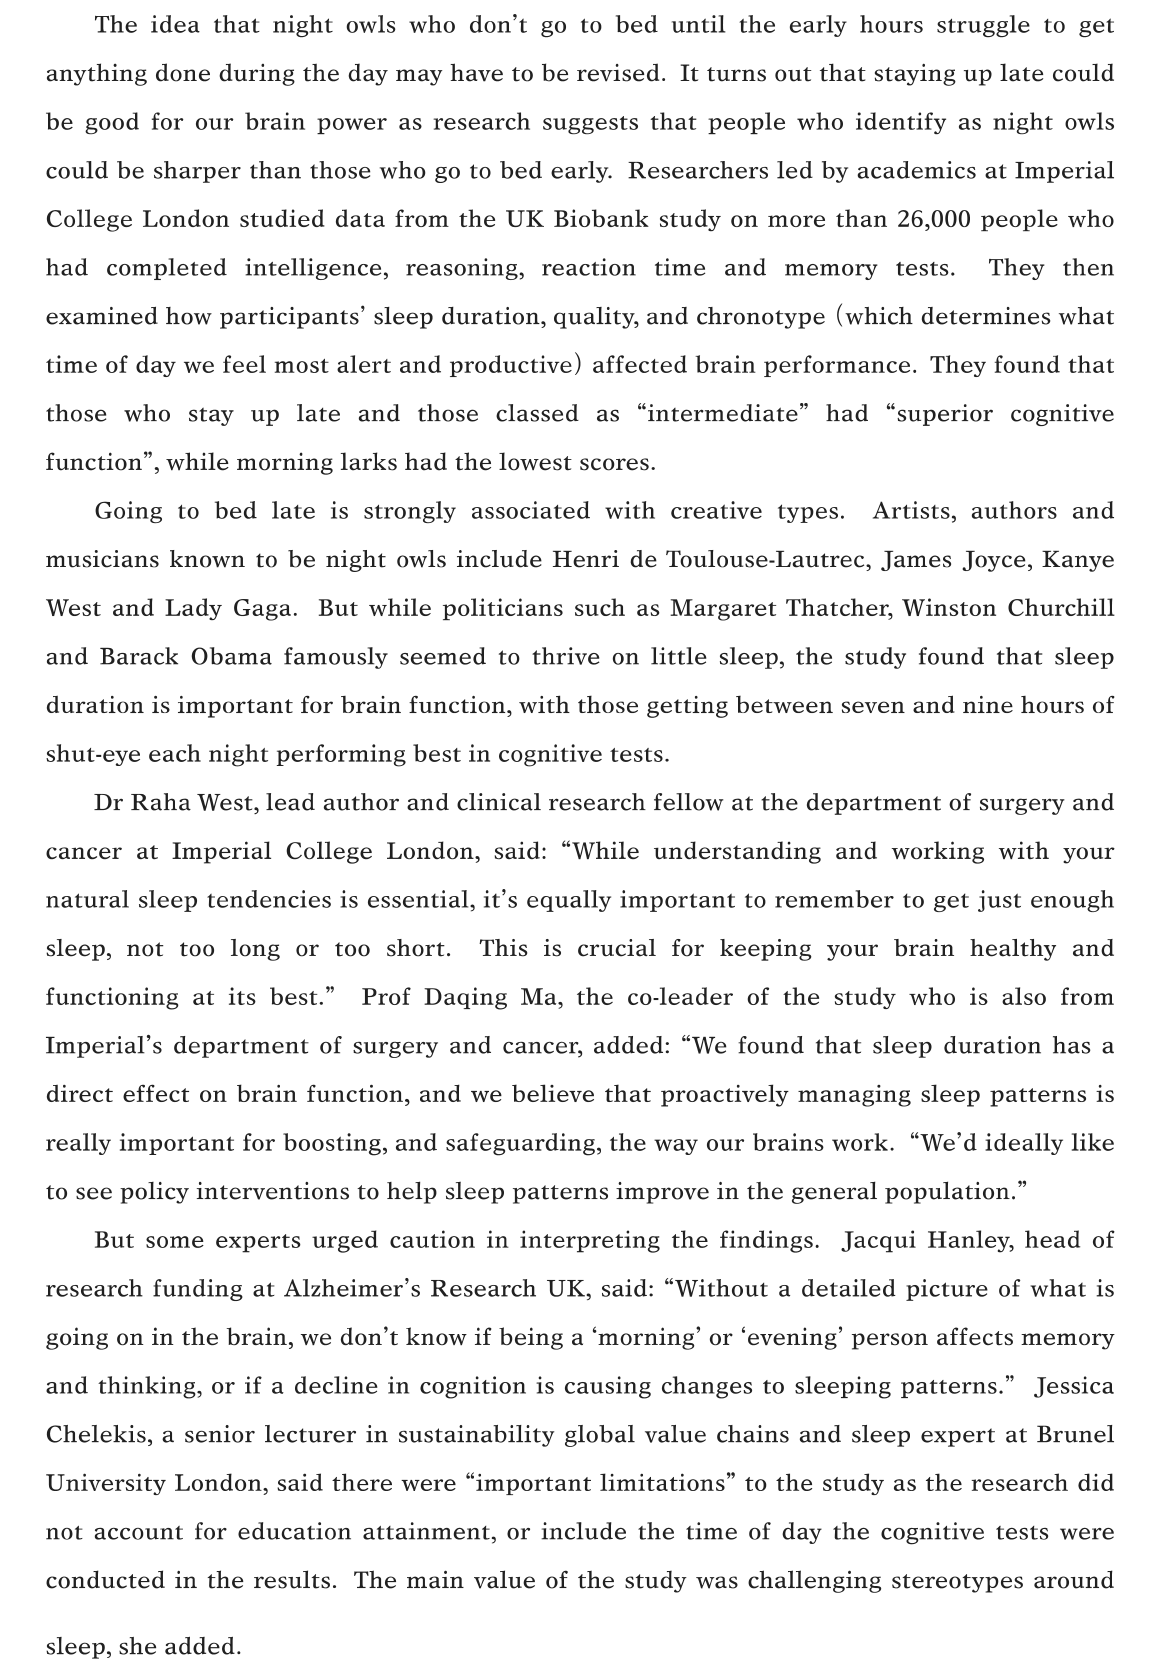 The idea that night owls who don’t go to bed until the early hours struggle to get
anything done during the day may have to be revised. It turns out that staying up late could
be good for our brain power as research suggests that people who identify as night owls
could be sharper than those who go to bed early. Researchers led by academics at Imperial
College London studied data from the UK Biobank study on more than 26,000 people who
had completed intelligence, reasoning, reaction time and memory tests. They then
examined how participants’ sleep duration, quality, and chronotype (which determines what
time of day we feel most alert and productive) affected brain performance. They found that
those who stay up late and those classed as “intermediate” had “superior cognitive
function”, while morning larks had the lowest scores.
Going to bed late is strongly associated with creative types. Artists, authors and
musicians known to be night owls include Henri de Toulouse-Lautrec, James Joyce, Kanye
West and Lady Gaga. But while politicians such as Margaret Thatcher, Winston Churchill
and Barack Obama famously seemed to thrive on little sleep, the study found that sleep
duration is important for brain function, with those getting between seven and nine hours of
shut-eye each night performing best in cognitive tests.
Dr Raha West, lead author and clinical research fellow at the department of surgery and
cancer at Imperial College London, said: “While understanding and working with your
natural sleep tendencies is essential, it’s equally important to remember to get just enough
sleep, not too long or too short. This is crucial for keeping your brain healthy and
functioning at its best.” Prof Daqing Ma, the co-leader of the study who is also from
Imperial’s department of surgery and cancer, added: “We found that sleep duration has a
direct effect on brain function, and we believe that proactively managing sleep patterns is
really important for boosting, and safeguarding, the way our brains work. “We’d ideally like
to see policy interventions to help sleep patterns improve in the general population.”
But some experts urged caution in interpreting the findings. Jacqui Hanley, head of
research funding at Alzheimer’s Research UK, said: “Without a detailed picture of what is
going on in the brain, we don’t know if being a ‘morning’ or ‘evening’ person affects memory
and thinking, or if a decline in cognition is causing changes to sleeping patterns.” Jessica
Chelekis, a senior lecturer in sustainability global value chains and sleep expert at Brunel
University London, said there were “important limitations” to the study as the research did
not account for education attainment, or include the time of day the cognitive tests were
conducted in the results. The main value of the study was challenging stereotypes around
sleep, she added.